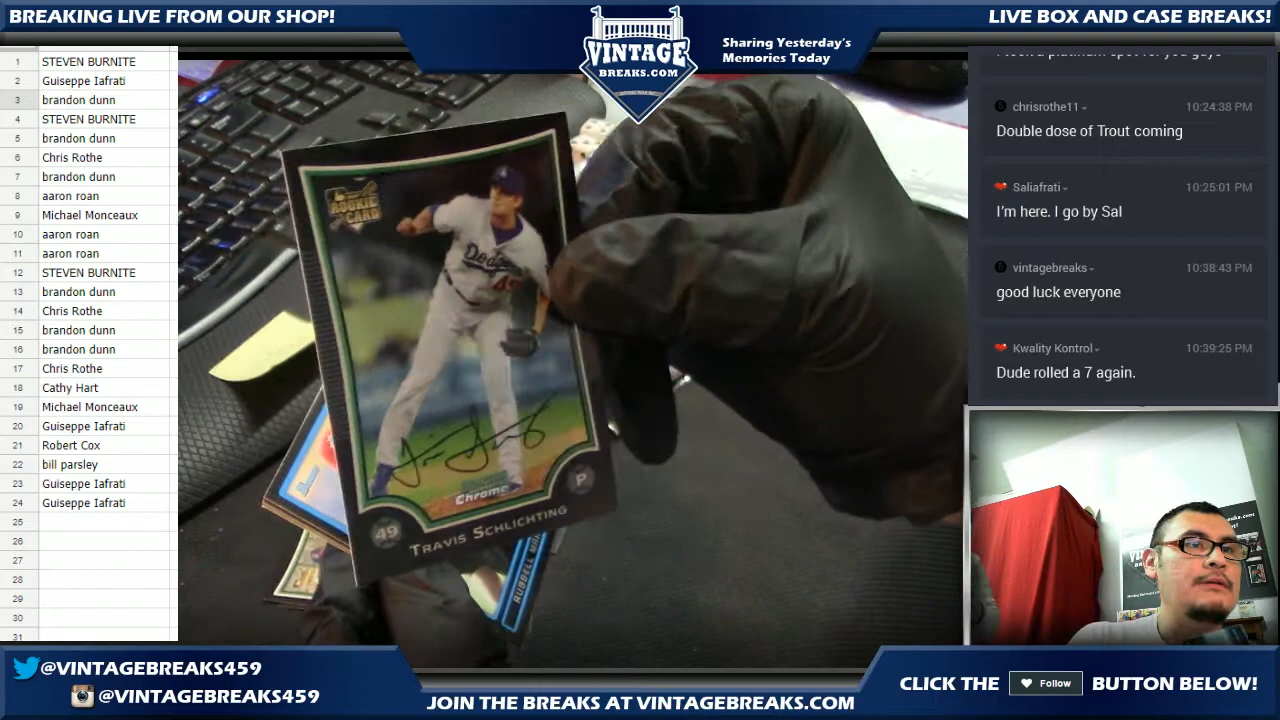 BREAKING LIVE FROM OUR SHOP!
VINTAGE
BREAKS.COM
Sharing Yesterday's
Memories Today
LIVE BOX AND CASE BREAKS!
1 STEVEN BURNITE
2 Guiseppe Iafrati
3 brandon dunn
4 STEVEN BURNITE
5 brandon dunn
6 Chris Rothe
7 brandon dunn
8 aaron roan
9 Michael Monceaux
10 aaron roan
11 aaron roan
12 STEVEN BURNITE
13 brandon dunn
14 Chris Rothe
15 brandon dunn
16 brandon dunn
17 Chris Rothe
18 Cathy Hart
19 Michael Monceaux
20 Guiseppe Iafrati
21 Robert Cox
22 bill parsley
23 Guiseppe Iafrati
24 Guiseppe Iafrati
25
26
27
28
29
30
31
ROOKIE
CARD
Dodgers
49
Chrome
P
49
TRAVIS SCHLICHTING
RUSSELL
chrisrothe11 10:24:38 PM
Double dose of Trout coming
Saliafrati 10:25:01 PM
I'm here. I go by Sal
vintagebreaks 10:38:43 PM
good luck everyone
Kwality Kontrol 10:39:25 PM
Dude rolled a 7 again.
@VINTAGEBREAKS459
@VINTAGEBREAKS459
JOIN THE BREAKS AT VINTAGEBREAKS.COM
CLICK THE Follow BUTTON BELOW!